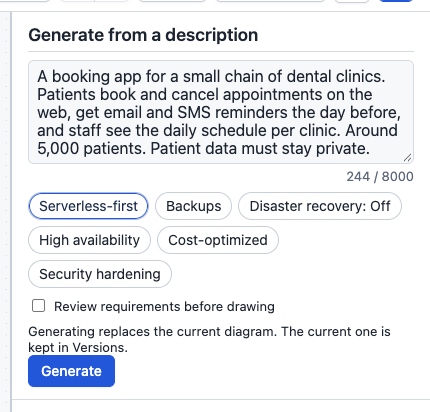 Generate from a description
A booking app for a small chain of dental clinics.
Patients book and cancel appointments on the
web, get email and SMS reminders the day before,
and staff see the daily schedule per clinic. Around
5,000 patients. Patient data must stay private.
244 / 8000
Serverless-first
Backups
Disaster recovery: Off
High availability
Cost-optimized
Security hardening
Review requirements before drawing
Generating replaces the current diagram. The current one is
kept in Versions.
Generate